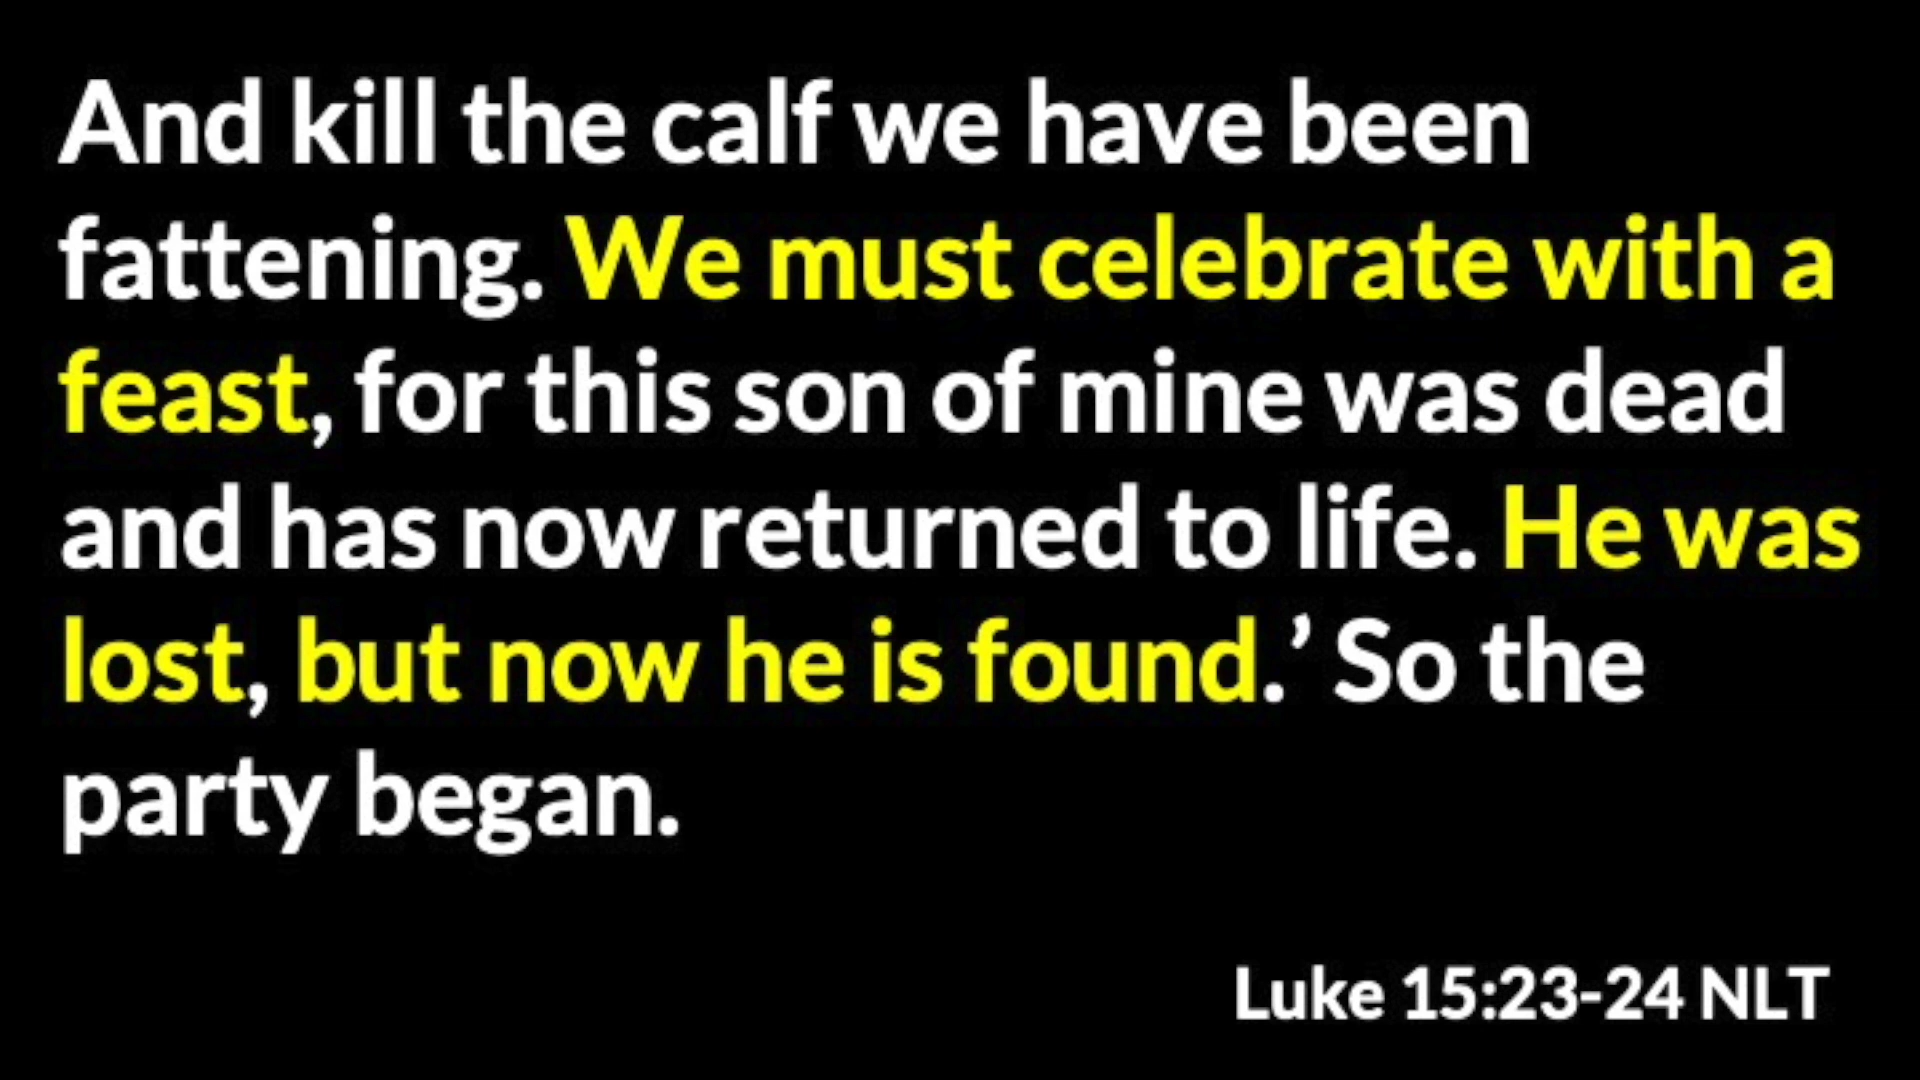 And kill the calf we have been
fattening. We must celebrate with a
feast, for this son of mine was dead
and has now returned to life. He was
lost, but now he is found.’ So the
party began.
Luke 15:23-24 NLT